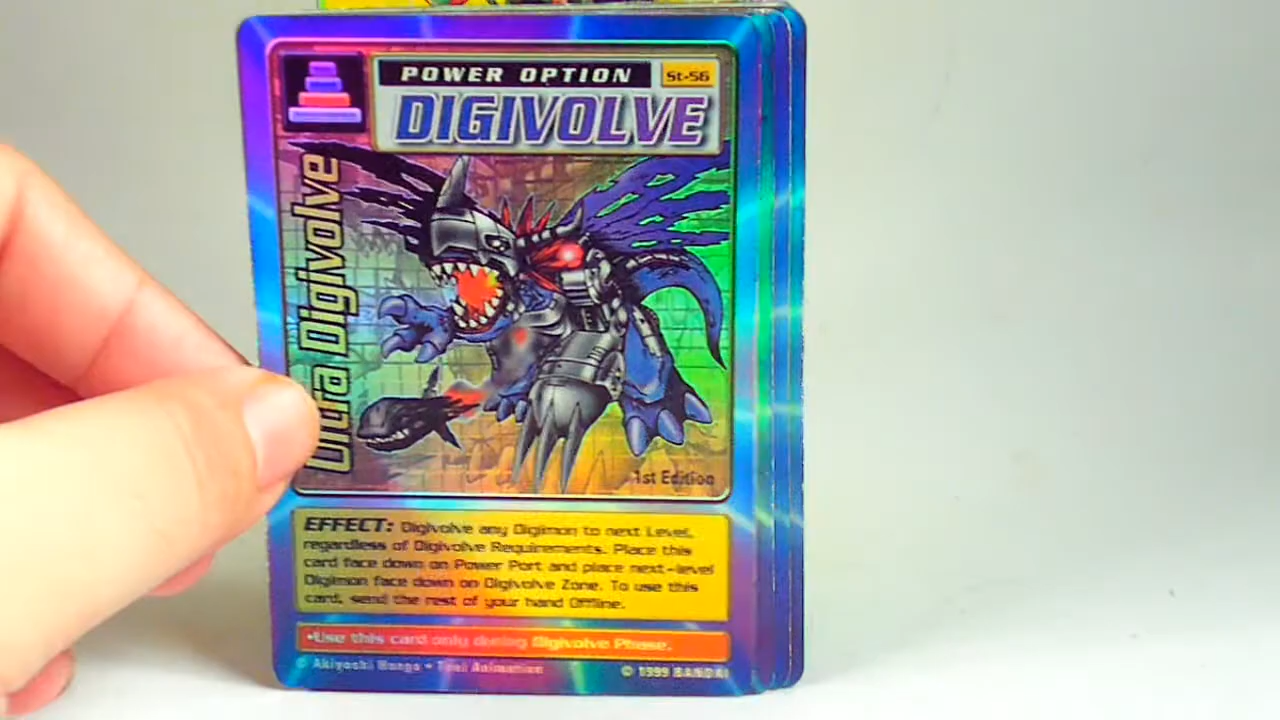 POWER OPTION
St-56
DIGIVOLVE
Ultra Digivolve
1st Edition
EFFECT: Digivolve any Digimon to next Level,
regardless of Digivolve Requirements. Place this
card face down on Power Port and place next-level
Digimon face down on Digivolve Zone. To use this
card, send the rest of your hand Offline.
•Use this card only during Digivolve Phase.
© Akiyoshi Hongo • Toei Animation
© 1999 BANDAI